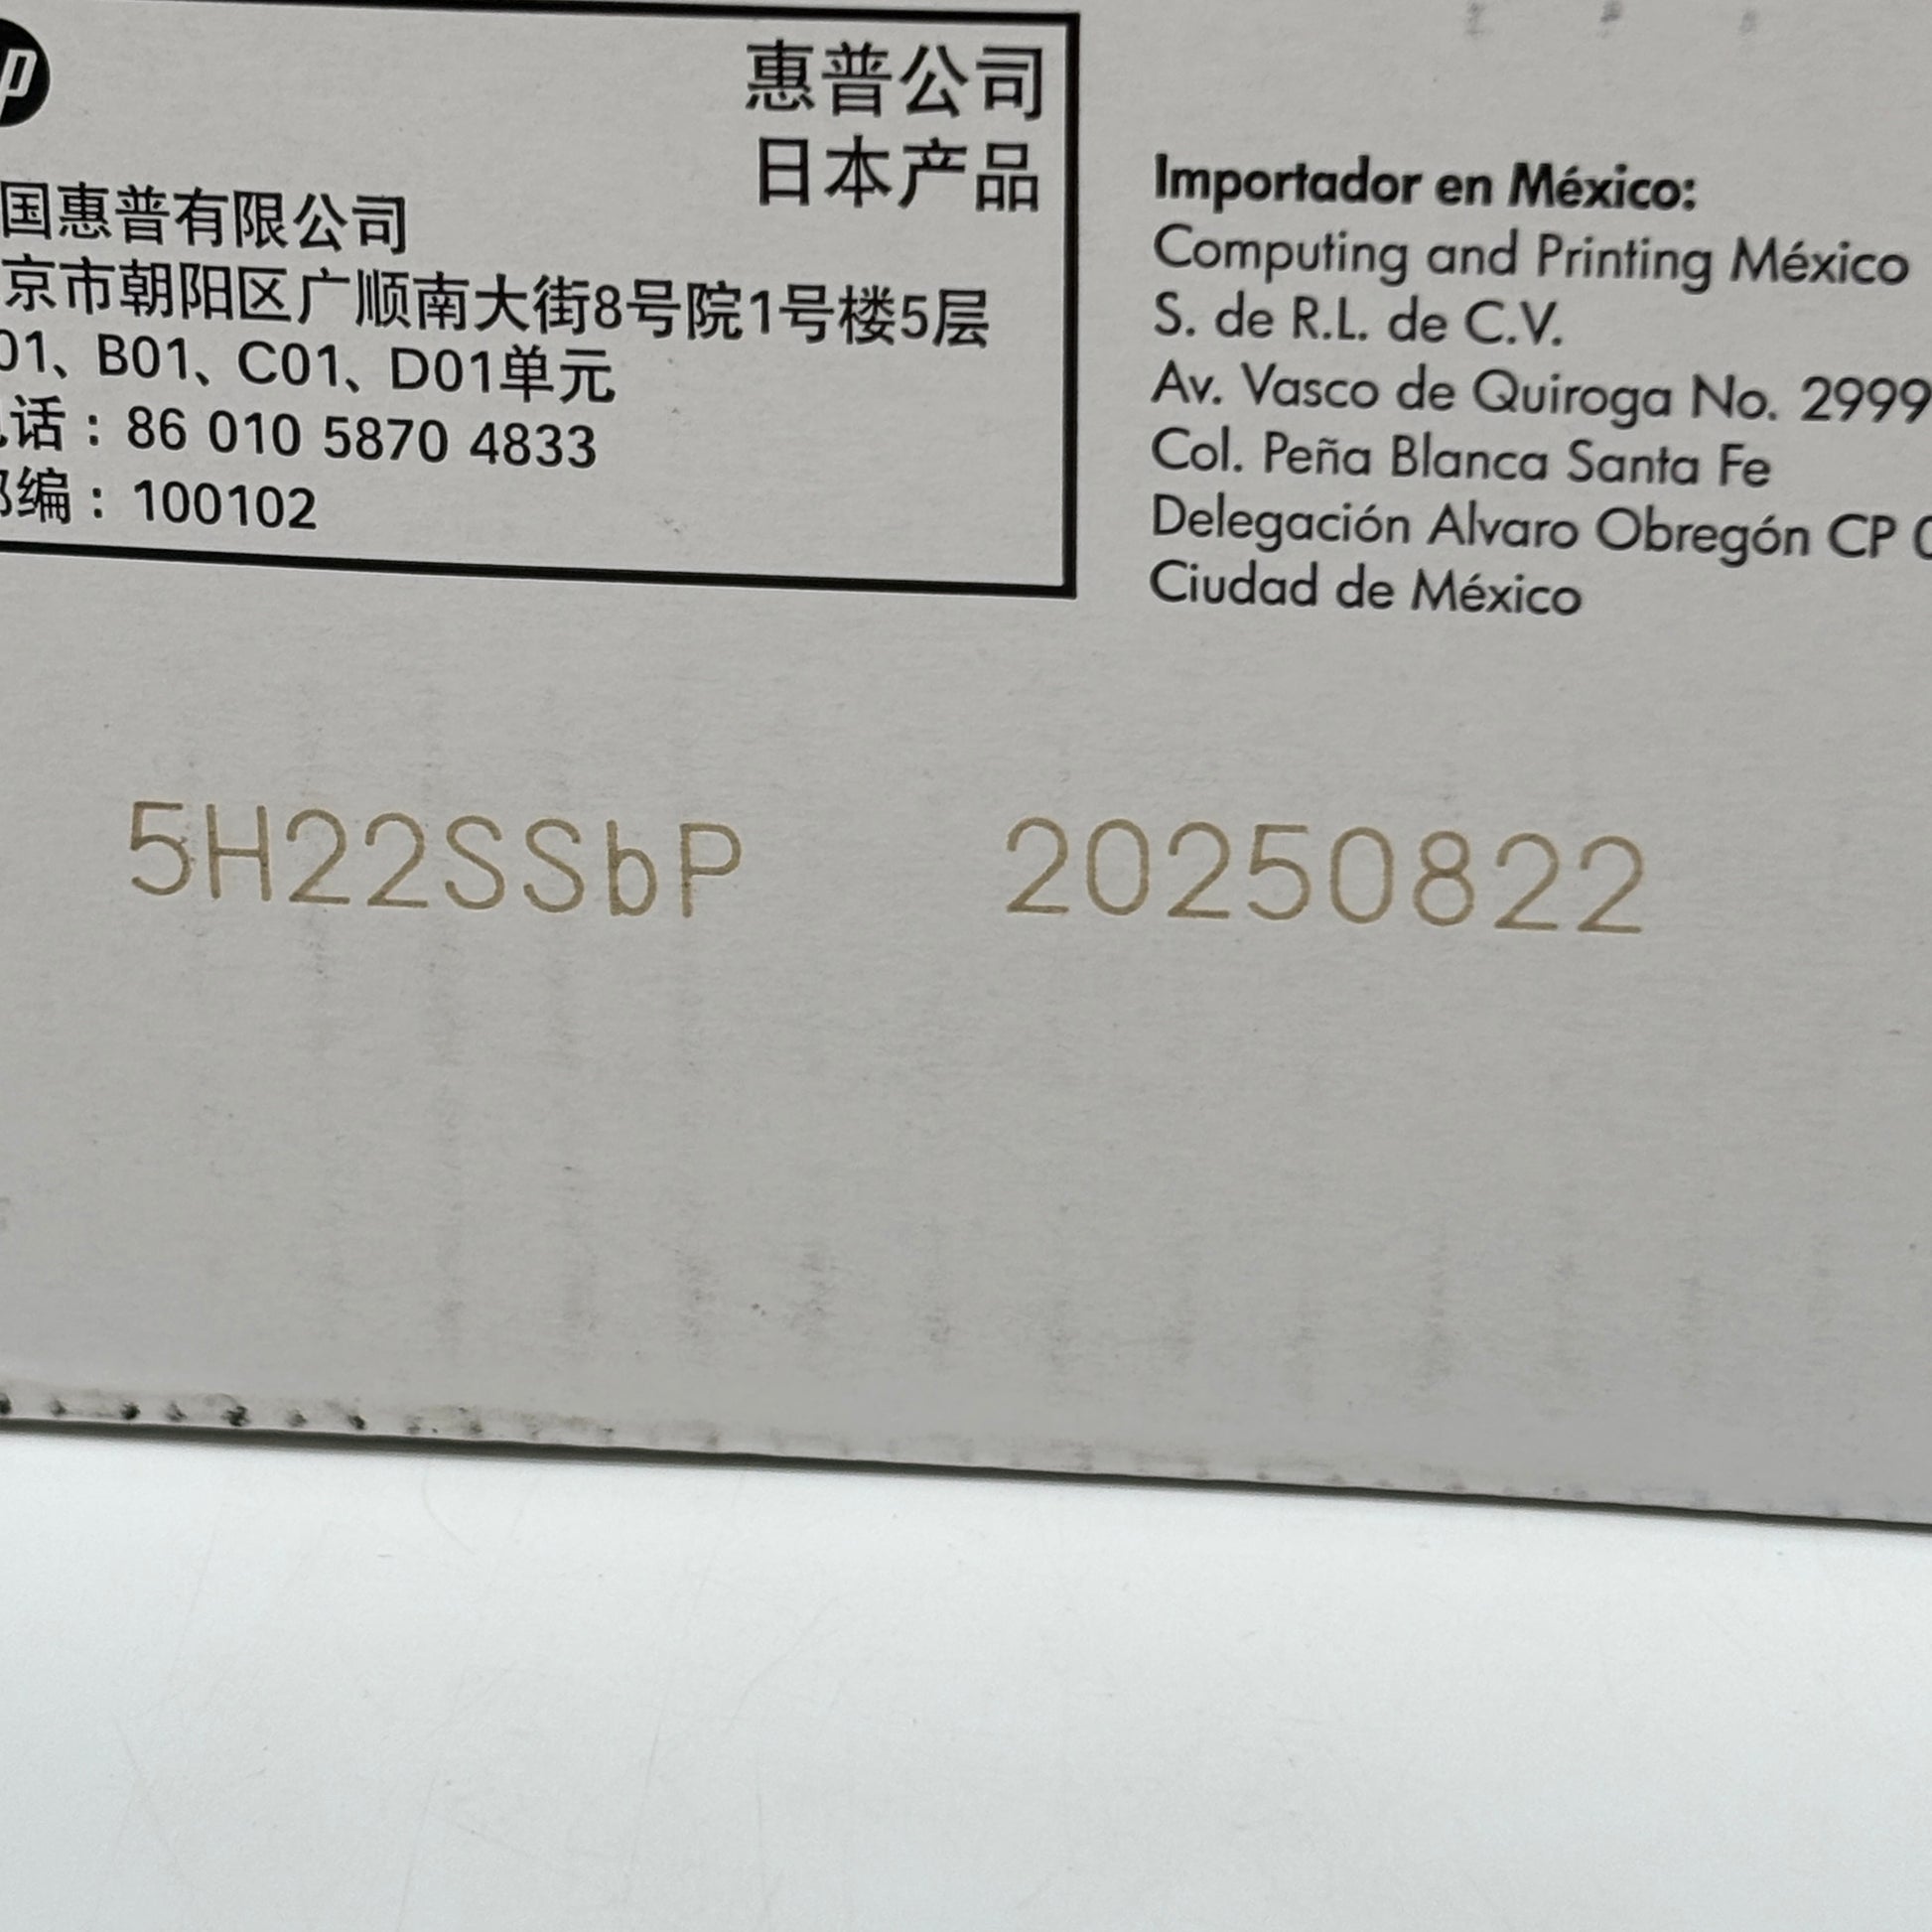 惠普公司
日本产品
国惠普有限公司
京市朝阳区广顺南大街8号院1号楼5层
01、B01、C01、D01单元
话：86 010 5870 4833
编：100102
Importador en México:
Computing and Printing México
S. de R.L. de C.V.
Av. Vasco de Quiroga No. 2999
Col. Peña Blanca Santa Fe
Delegación Alvaro Obregón CP
Ciudad de México
5H22SSbP 20250822